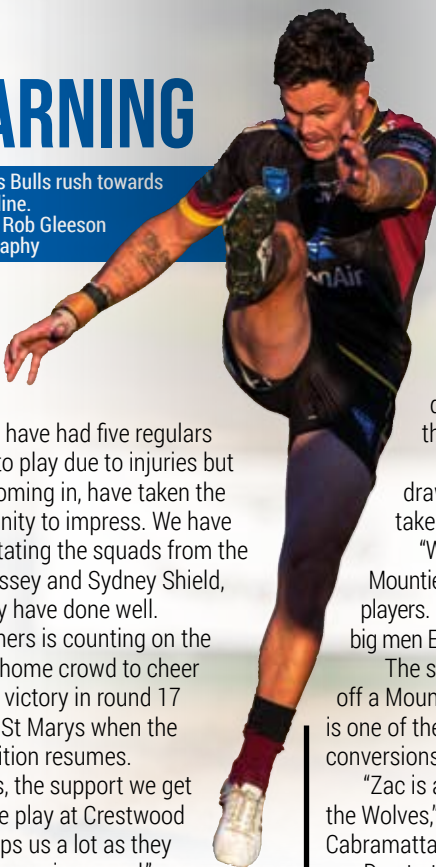 ARNING
s Bulls rush towards
line.
Rob Gleeson
aphy
nAir
have had five regulars
to play due to injuries but
oming in, have taken the
nity to impress. We have
tating the squads from the
ssey and Sydney Shield,
y have done well.
ners is counting on the
home crowd to cheer
victory in round 17
St Marys when the
ition resumes.
s, the support we get
e play at Crestwood
ps us a lot as they
th
draw
take
"W
Mountie
players.
big men E
The s
off a Moun
is one of the
conversions
"Zac is a
the Wolves,"
Cabramatta